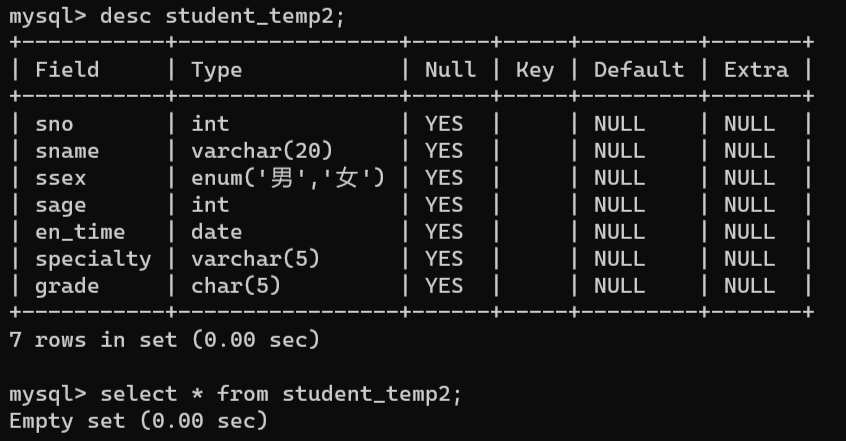 mysql> desc student_temp2;
+-----------+-----------------+------+-----+---------+-------+
| Field     | Type            | Null | Key | Default | Extra |
+-----------+-----------------+------+-----+---------+-------+
| sno       | int             | YES  |     | NULL    | NULL  |
| sname     | varchar(20)     | YES  |     | NULL    | NULL  |
| ssex      | enum('男','女') | YES  |     | NULL    | NULL  |
| sage      | int             | YES  |     | NULL    | NULL  |
| en_time   | date            | YES  |     | NULL    | NULL  |
| specialty | varchar(5)      | YES  |     | NULL    | NULL  |
| grade     | char(5)         | YES  |     | NULL    | NULL  |
+-----------+-----------------+------+-----+---------+-------+
7 rows in set (0.00 sec)

mysql> select * from student_temp2;
Empty set (0.00 sec)